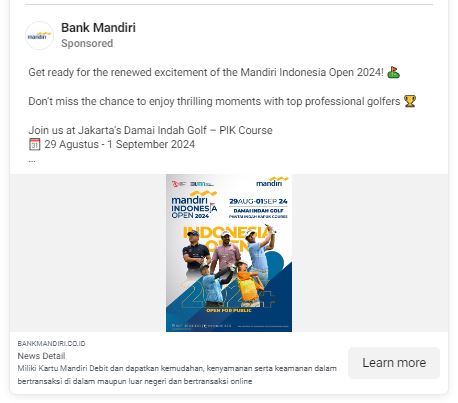 Bank Mandiri
Sponsored
Get ready for the renewed excitement of the Mandiri Indonesia Open 2024! ⛳
Don't miss the chance to enjoy thrilling moments with top professional golfers 🏆
Join us at Jakarta's Damai Indah Golf – PIK Course
📅 29 Agustus - 1 September 2024
...
mandiri
mandiri
INDONESIA
OPEN 2024
29AUG-01SEP 24
DAMAI INDAH GOLF
PANTAI INDAH KAPUK COURSE
INDONESIA
OPEN
2024
OPEN FOR PUBLIC
BANKMANDIRI.CO.ID
News Detail
Miliki Kartu Mandiri Debit dan dapatkan kemudahan, kenyamanan serta keamanan dalam
bertransaksi di dalam maupun luar negeri dan bertransaksi online
Learn more